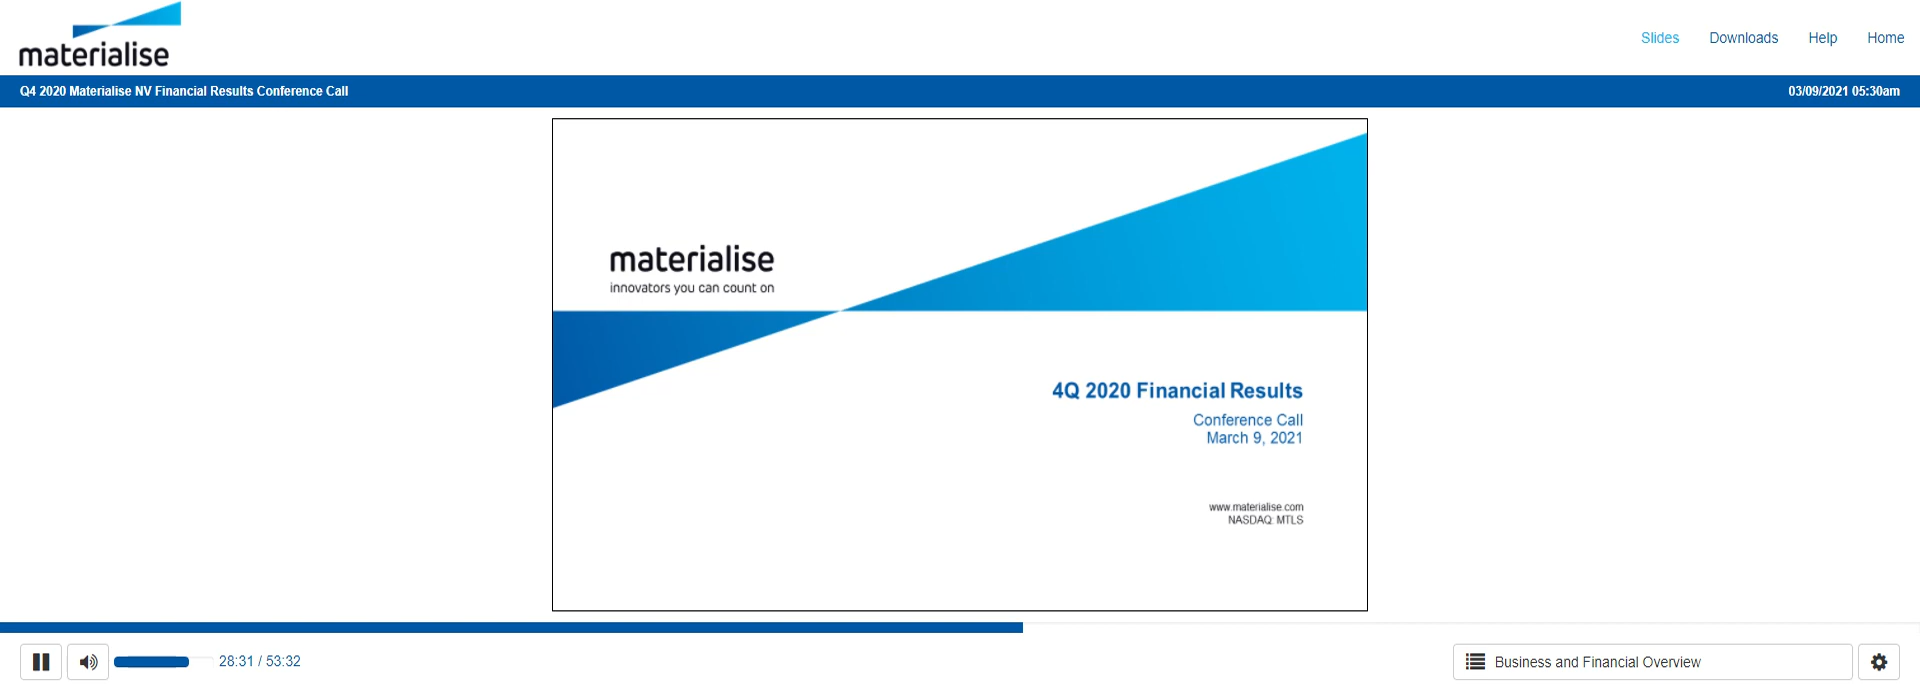 materialise
Slides Downloads Help Home
Q4 2020 Materialise NV Financial Results Conference Call 03/09/2021 05:30am
materialise
innovators you can count on
4Q 2020 Financial Results
Conference Call
March 9, 2021
www.materialise.com
NASDAQ: MTLS
28:31 / 53:32 Business and Financial Overview